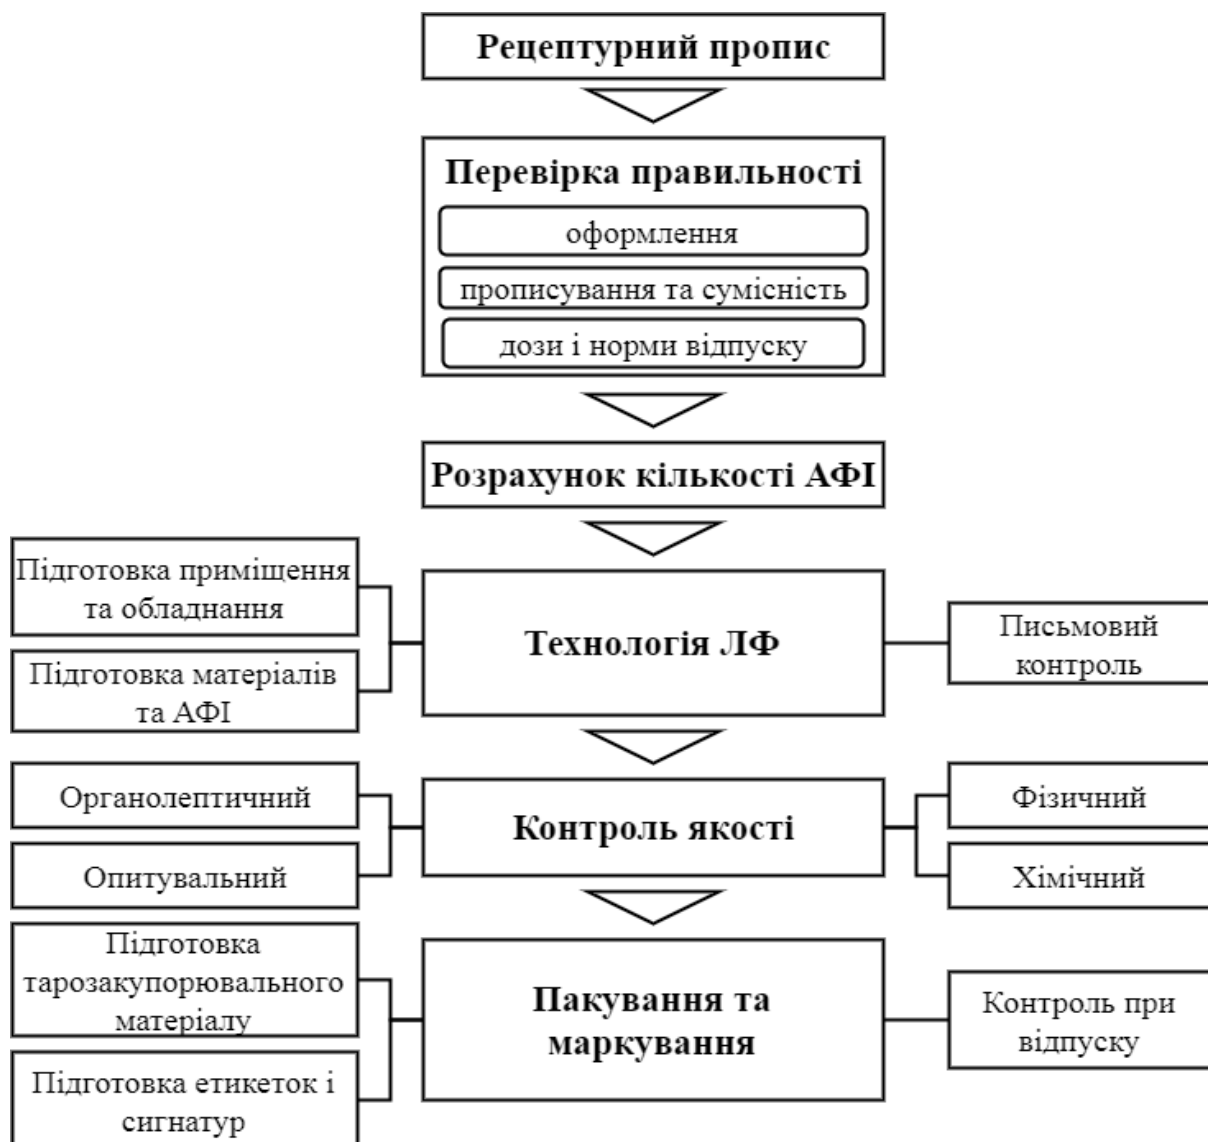 Рецептурний пропис
Перевірка правильності
оформлення
прописування та сумісність
дози і норми відпуску
Розрахунок кількості АФІ
Підготовка приміщення
та обладнання
Підготовка матеріалів
та АФІ
Технологія ЛФ
Письмовий
контроль
Органолептичний
Опитувальний
Контроль якості
Фізичний
Хімічний
Підготовка
тарозакупорювального
матеріалу
Підготовка етикеток і
сигнатур
Пакування та
маркування
Контроль при
відпуску